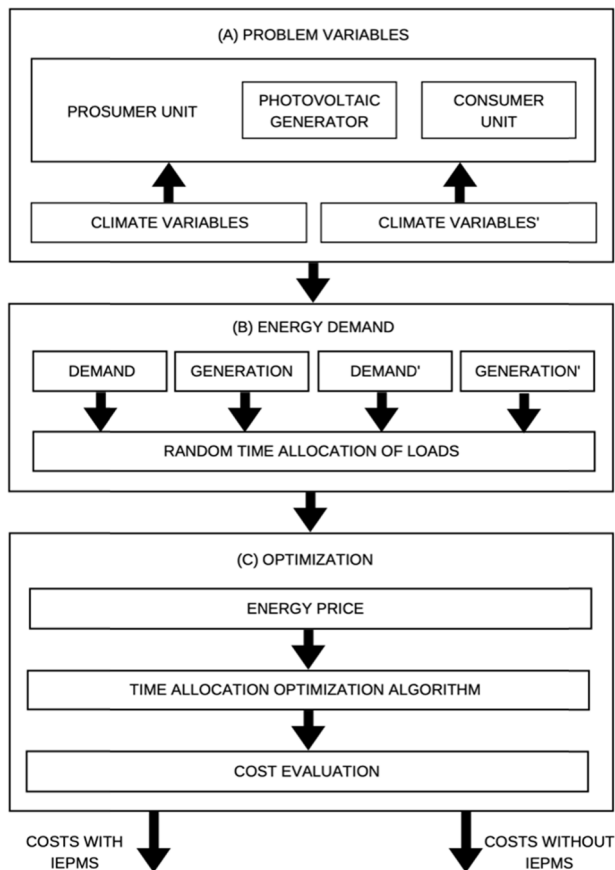 (A) PROBLEM VARIABLES
PROSUMER UNIT
PHOTOVOLTAIC
GENERATOR
CONSUMER
UNIT
CLIMATE VARIABLES
CLIMATE VARIABLES'
(B) ENERGY DEMAND
DEMAND
GENERATION
DEMAND'
GENERATION'
RANDOM TIME ALLOCATION OF LOADS
(C) OPTIMIZATION
ENERGY PRICE
TIME ALLOCATION OPTIMIZATION ALGORITHM
COST EVALUATION
COSTS WITH
IEPMS
COSTS WITHOUT
IEPMS